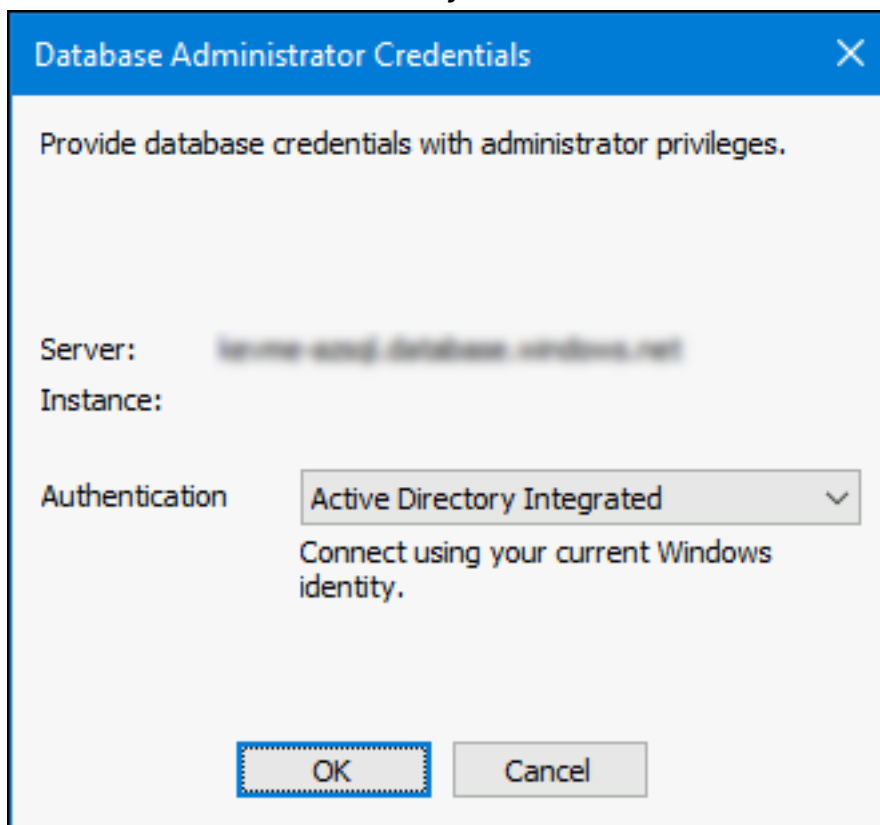 Database Administrator Credentials
Provide database credentials with administrator privileges.
Server:
Instance:
Authentication Active Directory Integrated
Connect using your current Windows
identity.
OK Cancel